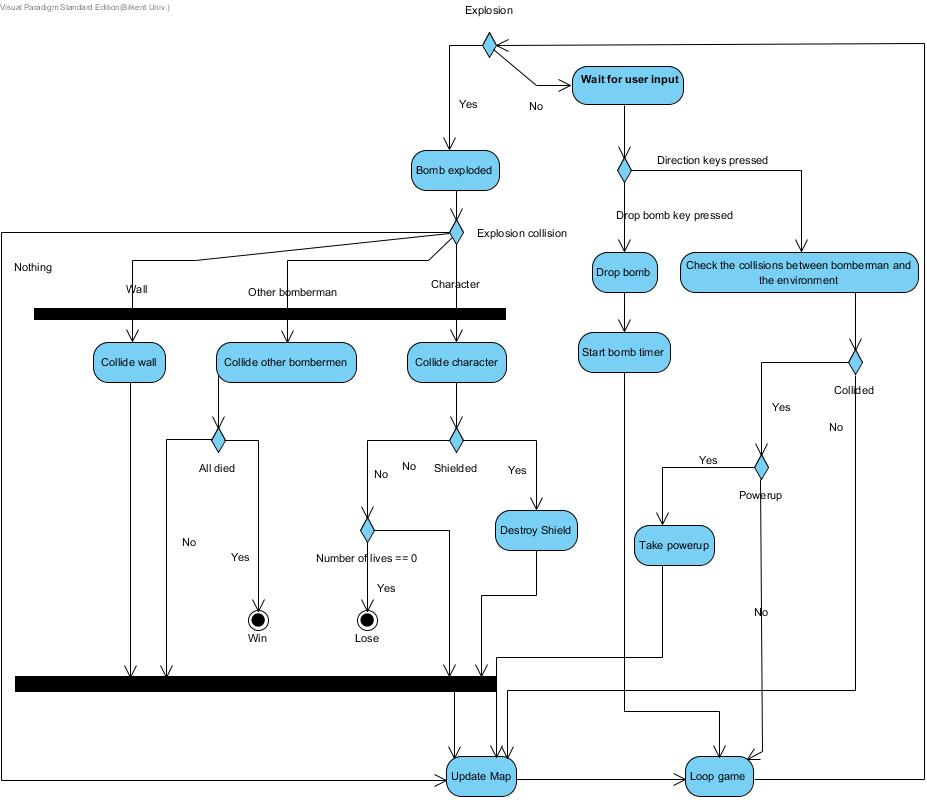 Visual Paradigm Standard Edition(Bilkent Univ.)
Explosion
Wait for user input
Yes
No
Bomb exploded
Direction keys pressed
Drop bomb key pressed
Explosion collision
Nothing
Wall
Other bomberman
Character
Drop bomb
Check the collisions between bomberman and
the environment
Collide wall
Collide other bombermen
Collide character
Start bomb timer
Collided
Yes
No
All died
No
No
Shielded
Yes
Yes
Powerup
Destroy Shield
Take powerup
No
Yes
Number of lives == 0
Yes
No
Win
Lose
Update Map
Loop game